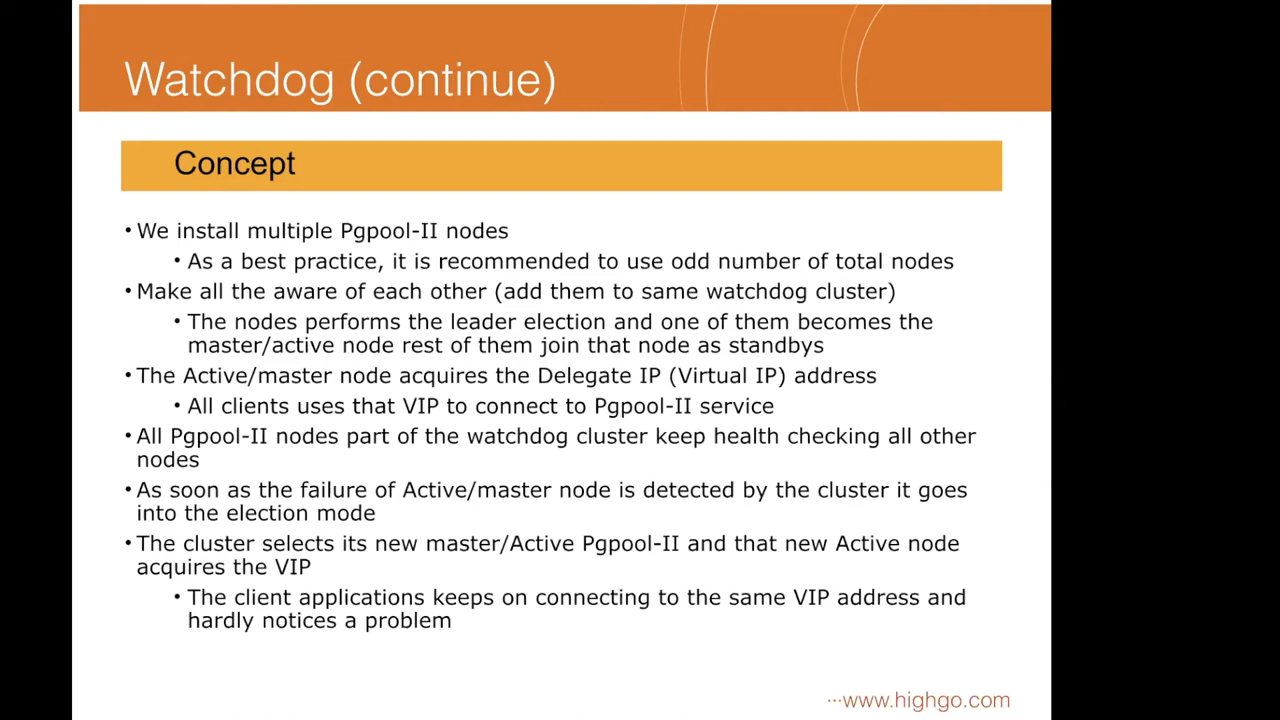 Watchdog (continue)
Concept
• We install multiple Pgpool-II nodes
• As a best practice, it is recommended to use odd number of total nodes
• Make all the aware of each other (add them to same watchdog cluster)
• The nodes performs the leader election and one of them becomes the
master/active node rest of them join that node as standbys
• The Active/master node acquires the Delegate IP (Virtual IP) address
• All clients uses that VIP to connect to Pgpool-II service
• All Pgpool-II nodes part of the watchdog cluster keep health checking all other
nodes
• As soon as the failure of Active/master node is detected by the cluster it goes
into the election mode
• The cluster selects its new master/Active Pgpool-II and that new Active node
acquires the VIP
• The client applications keeps on connecting to the same VIP address and
hardly notices a problem
···www.highgo.com